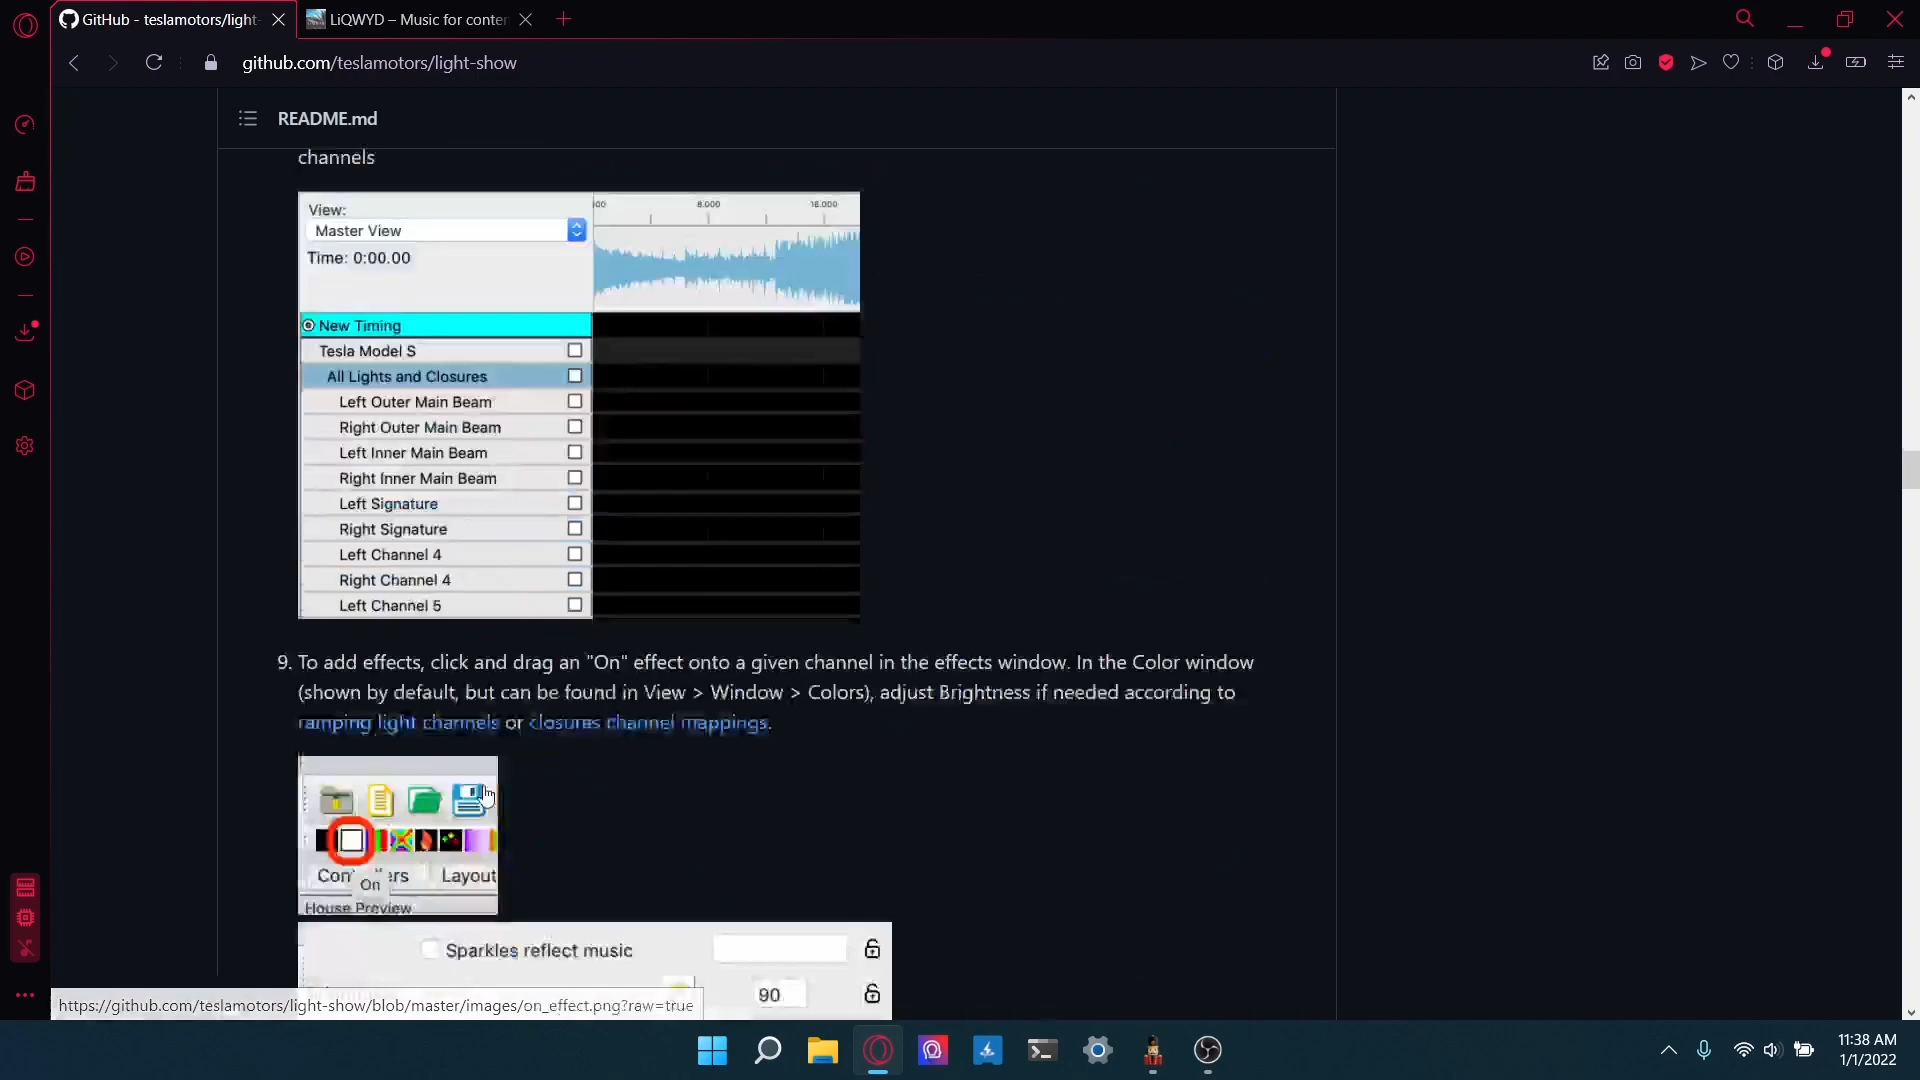 GitHub - teslamotors/light-
LiQWYD – Music for conten
github.com/teslamotors/light-show
README.md
channels
View:
Master View
Time: 0:00.00
8.000
16.000
New Timing
Tesla Model S
All Lights and Closures
Left Outer Main Beam
Right Outer Main Beam
Left Inner Main Beam
Right Inner Main Beam
Left Signature
Right Signature
Left Channel 4
Right Channel 4
Left Channel 5
9. To add effects, click and drag an "On" effect onto a given channel in the effects window. In the Color window
(shown by default, but can be found in View > Window > Colors), adjust Brightness if needed according to
ramping light channels or closures channel mappings.
On
Layout
House Preview
Sparkles reflect music
90
https://github.com/teslamotors/light-show/blob/master/images/on_effect.png?raw=true
11:38 AM
1/1/2022